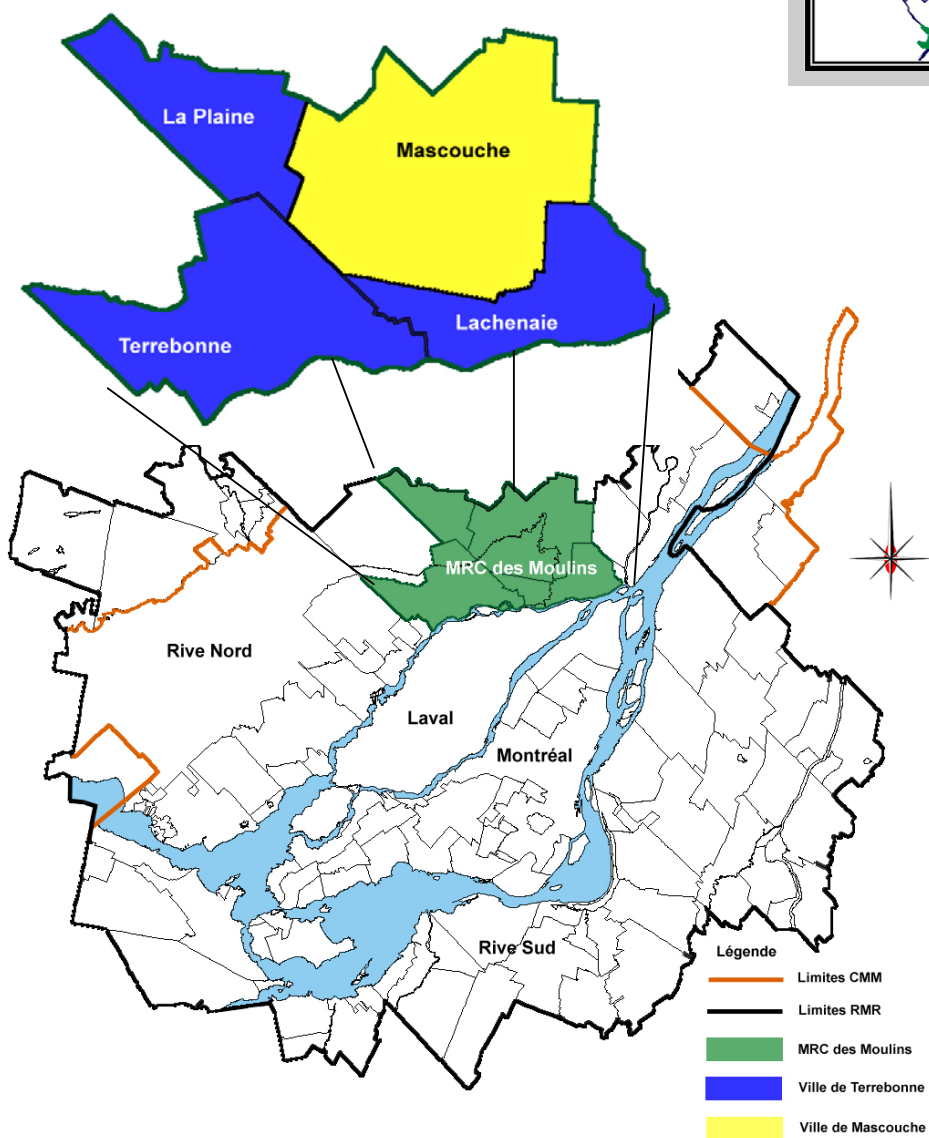 La Plaine
Mascouche
Lachenaie
Terrebonne
MRC des Moulins
Rive Nord
Laval
Montréal
Rive Sud
Légende
Limites CMM
Limites RMR
MRC des Moulins
Ville de Terrebonne
Ville de Mascouche